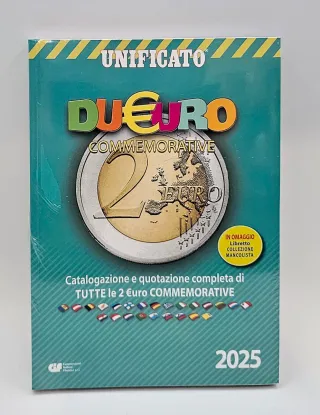 UNIFICATO
DU€URO
COMMEMORATIVE
2 EURO
IN OMAGGIO
Libretto
COLLEZIONE
MANCOLISTA
Catalogazione e quotazione completa di
TUTTE le 2 €uro COMMEMORATIVE
2025